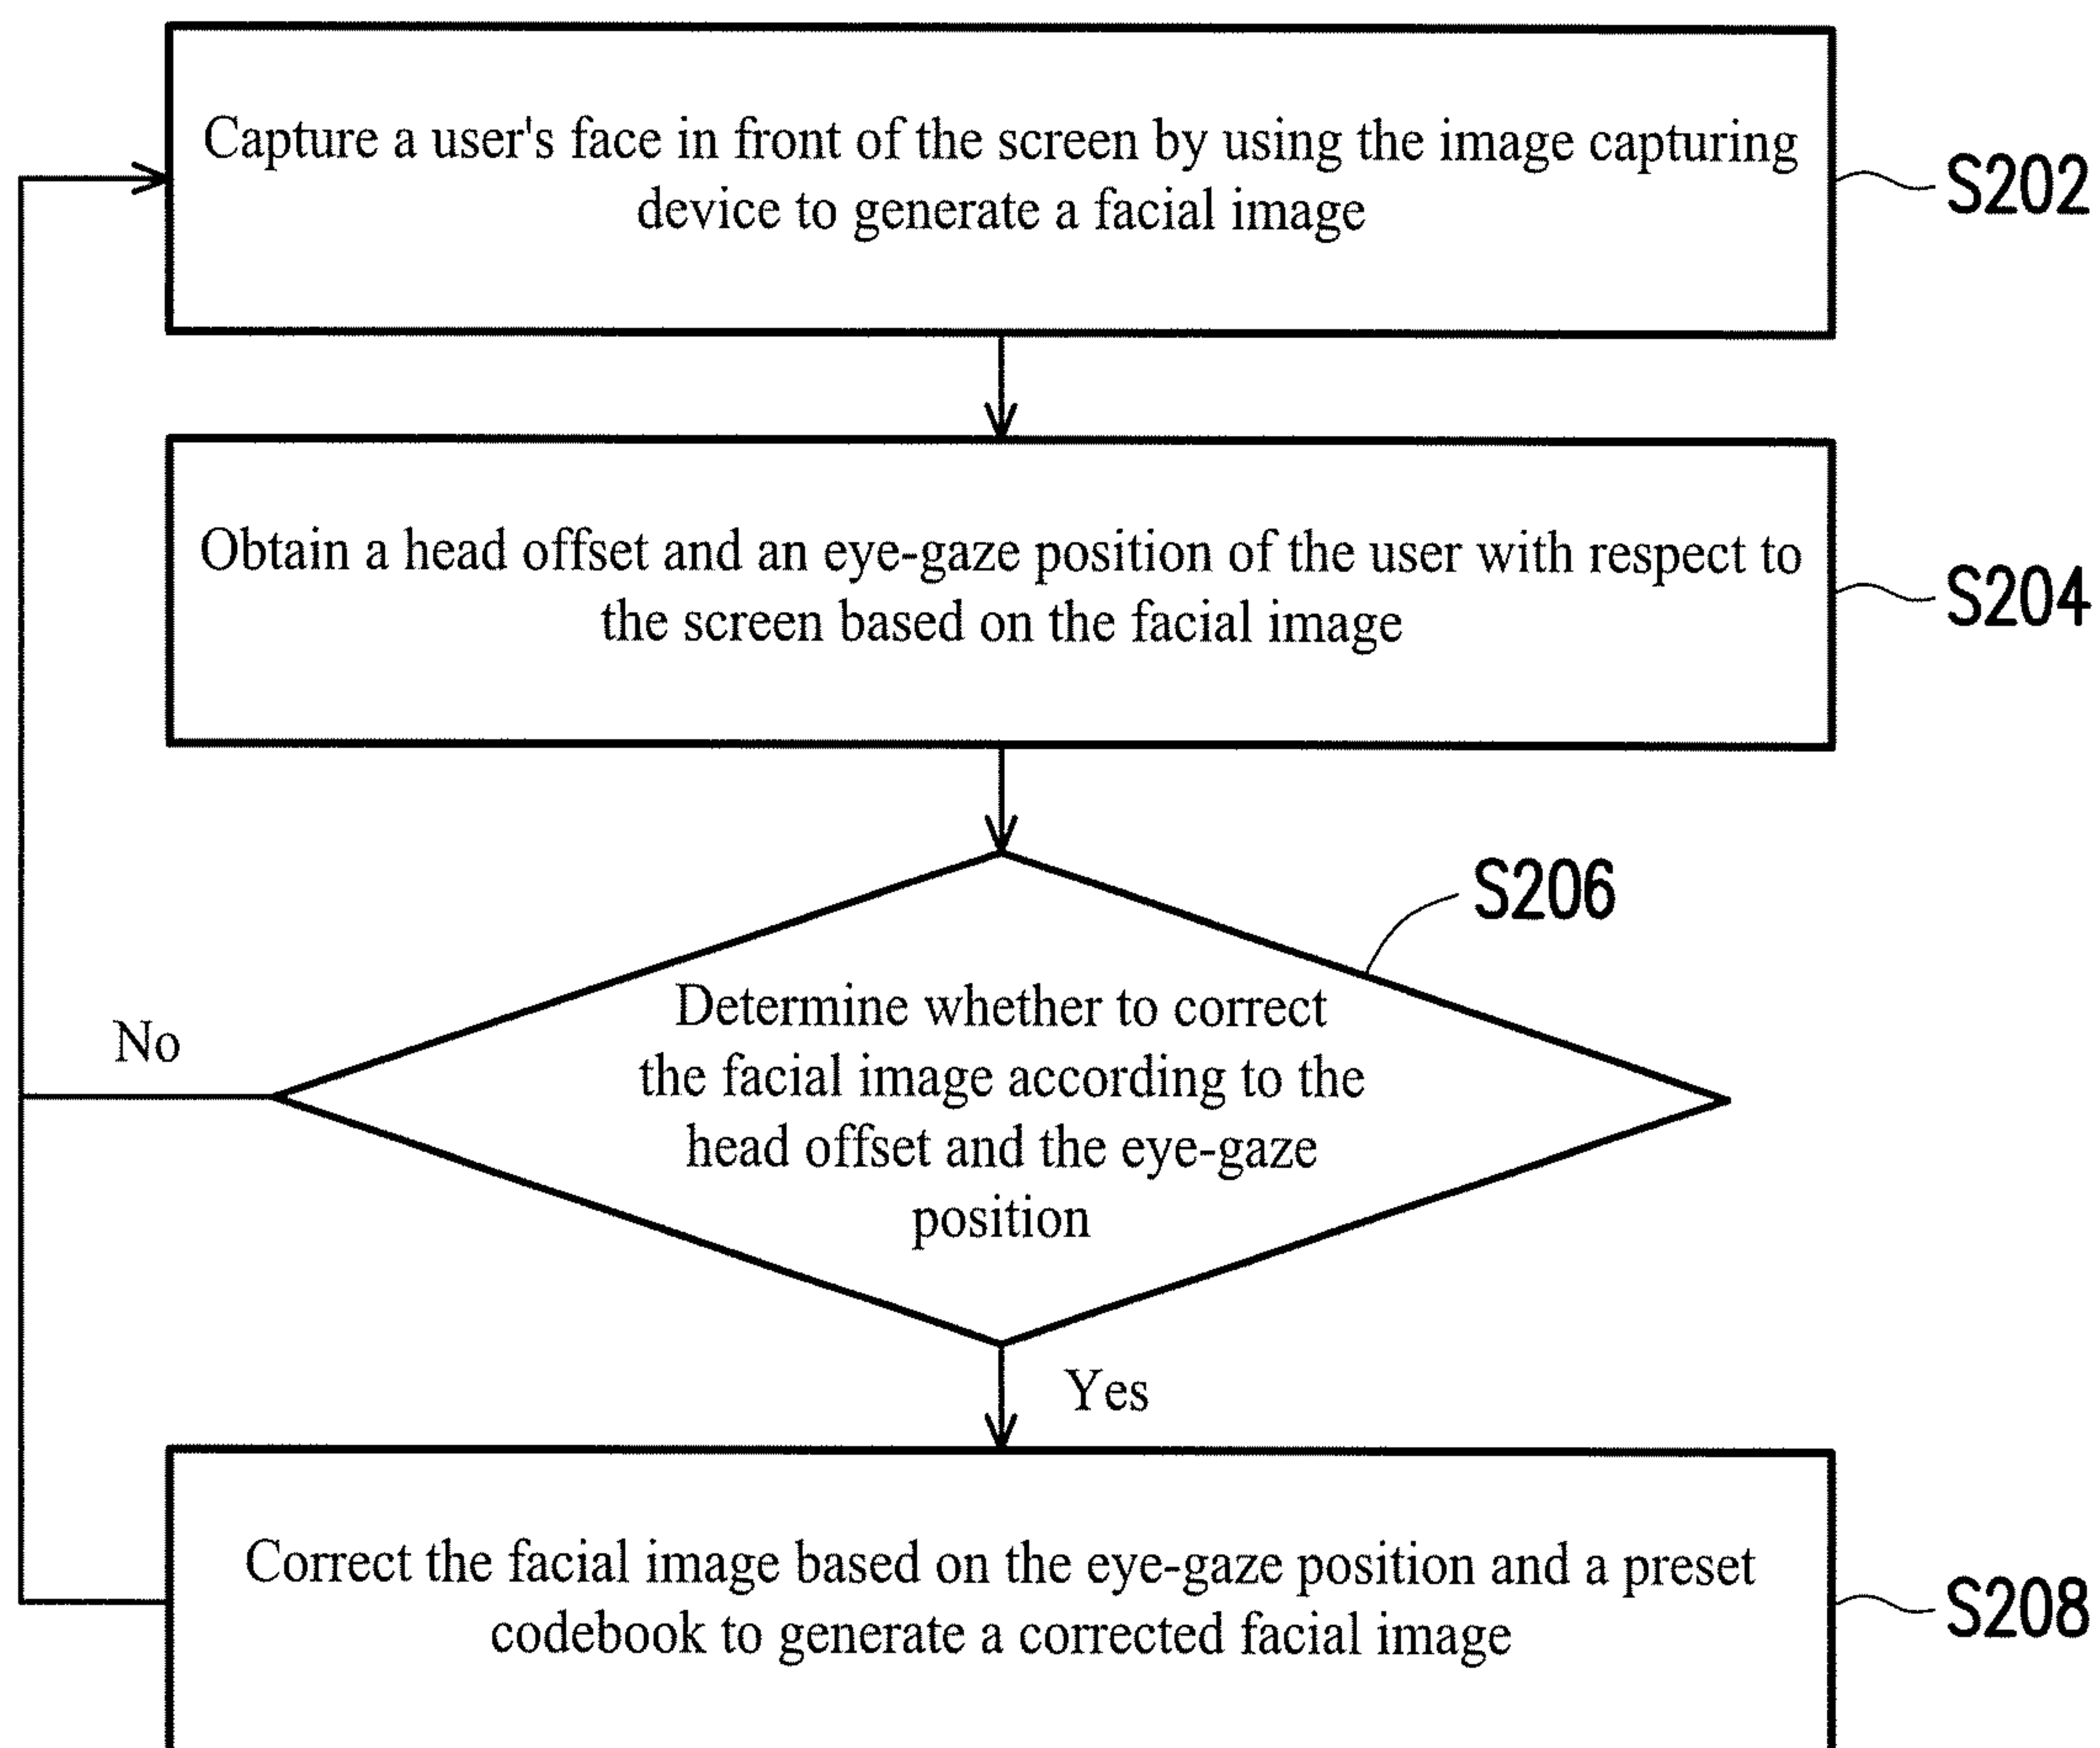 Capture a user's face in front of the screen by using the image capturing
device to generate a facial image
S202
Obtain a head offset and an eye-gaze position of the user with respect to
the screen based on the facial image
S204
S206
Determine whether to correct
the facial image according to the
head offset and the eye-gaze
position
No
Yes
Correct the facial image based on the eye-gaze position and a preset
codebook to generate a corrected facial image
S208